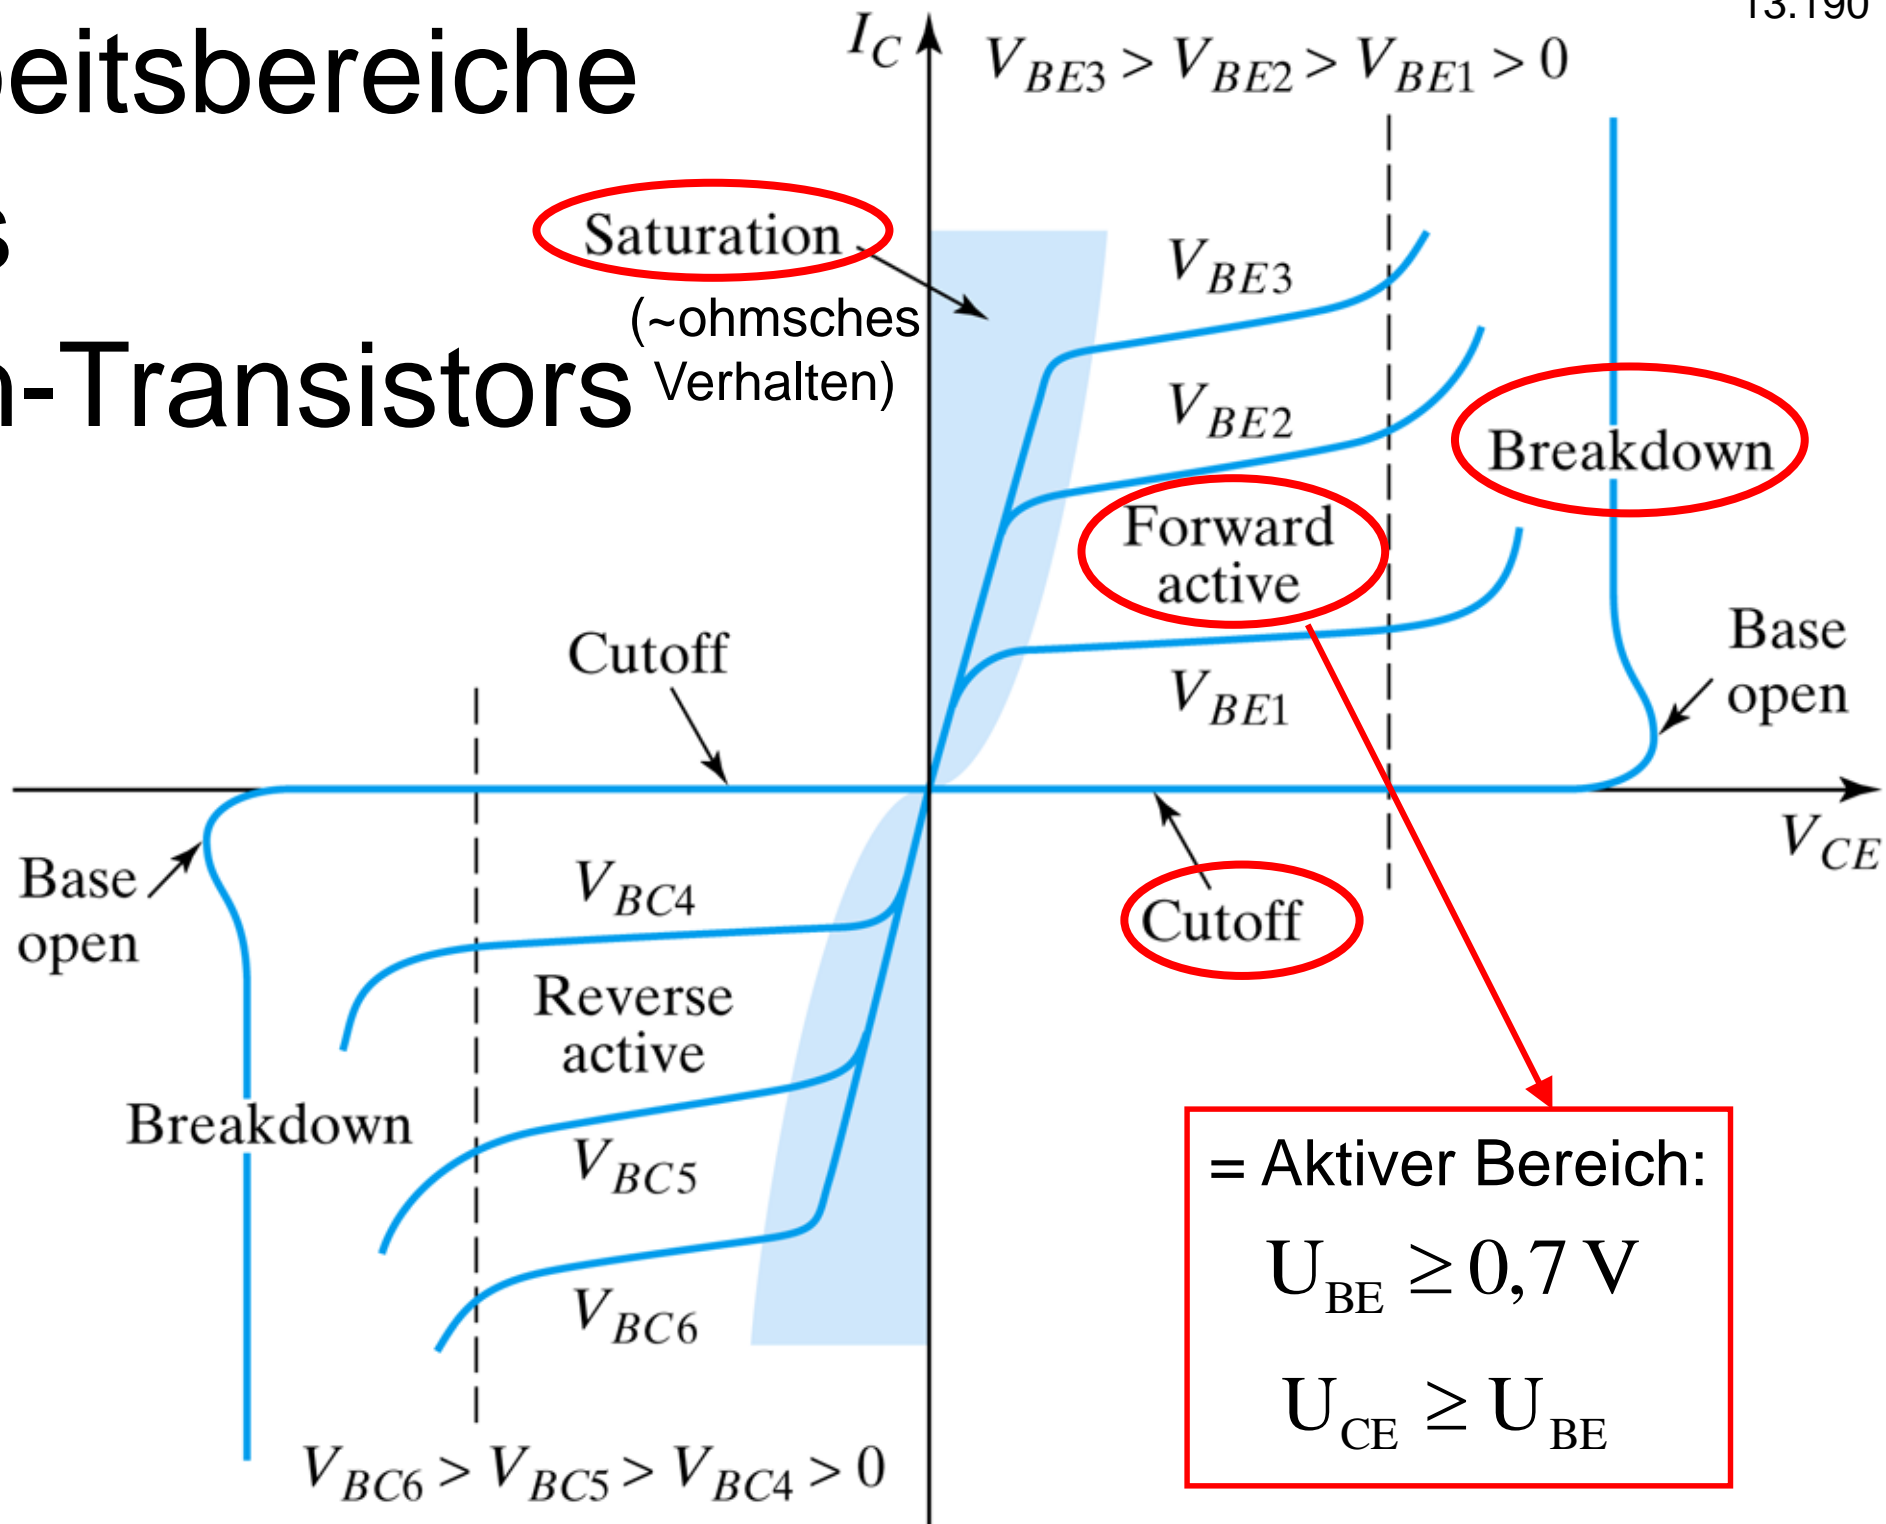 13.190
eitsbereiche
s
-Transistors
I_C
V_BE3 > V_BE2 > V_BE1 > 0
Saturation
(~ohmsches
Verhalten)
V_BE3
V_BE2
Breakdown
Forward
active
Cutoff
V_BE1
Base
open
V_CE
Base
open
V_BC4
Cutoff
Reverse
active
Breakdown
V_BC5
V_BC6
= Aktiver Bereich:
U_BE ≥ 0,7 V
U_CE ≥ U_BE
V_BC6 > V_BC5 > V_BC4 > 0